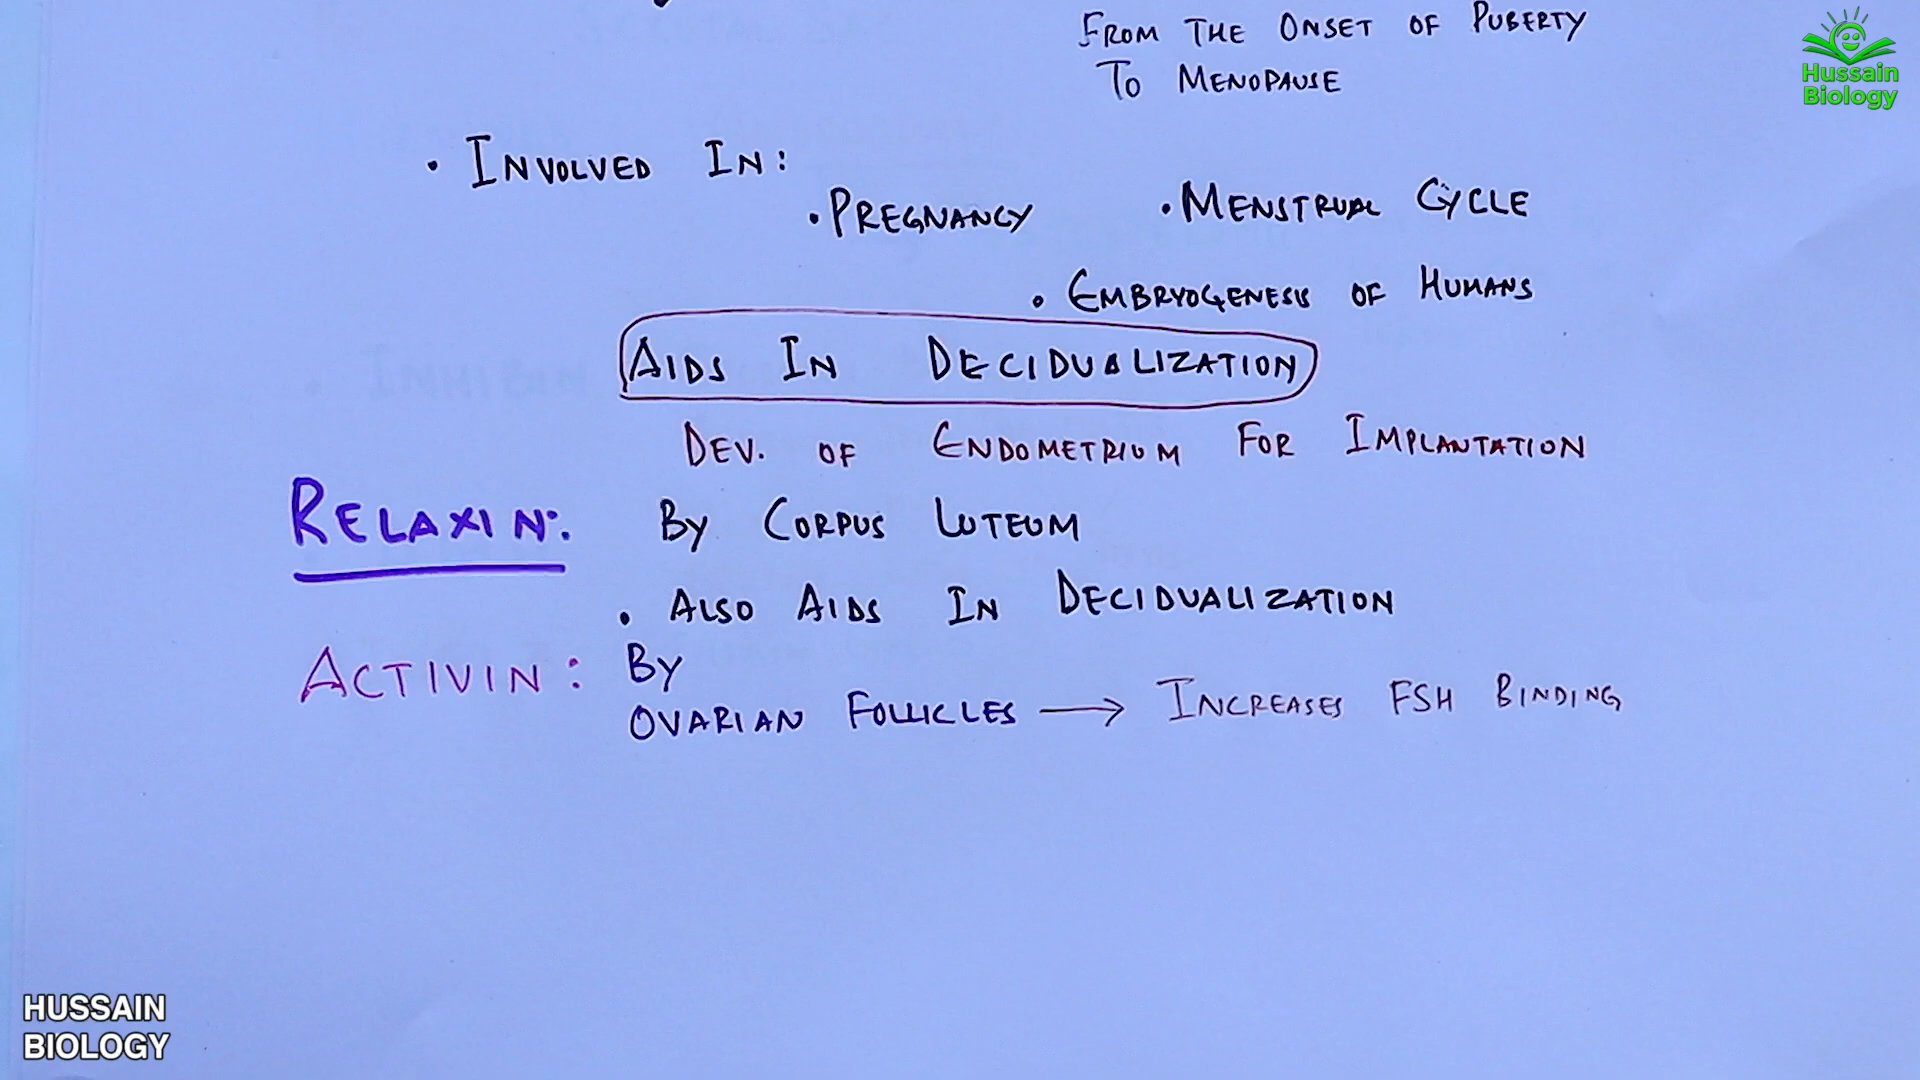 FROM THE ONSET OF PUBERTY
TO MENOPAUSE
Hussain
Biology
• INVOLVED IN:
• PREGNANCY • MENSTRUAL CYCLE
• EMBRYOGENESIS OF HUMANS
AIDS IN DECIDUALIZATION
DEV. OF ENDOMETRIUM FOR IMPLANTATION
RELAXIN: BY CORPUS LUTEUM
• ALSO AIDS IN DECIDUALIZATION
ACTIVIN: BY
OVARIAN FOLLICLES → INCREASES FSH BINDING
HUSSAIN
BIOLOGY